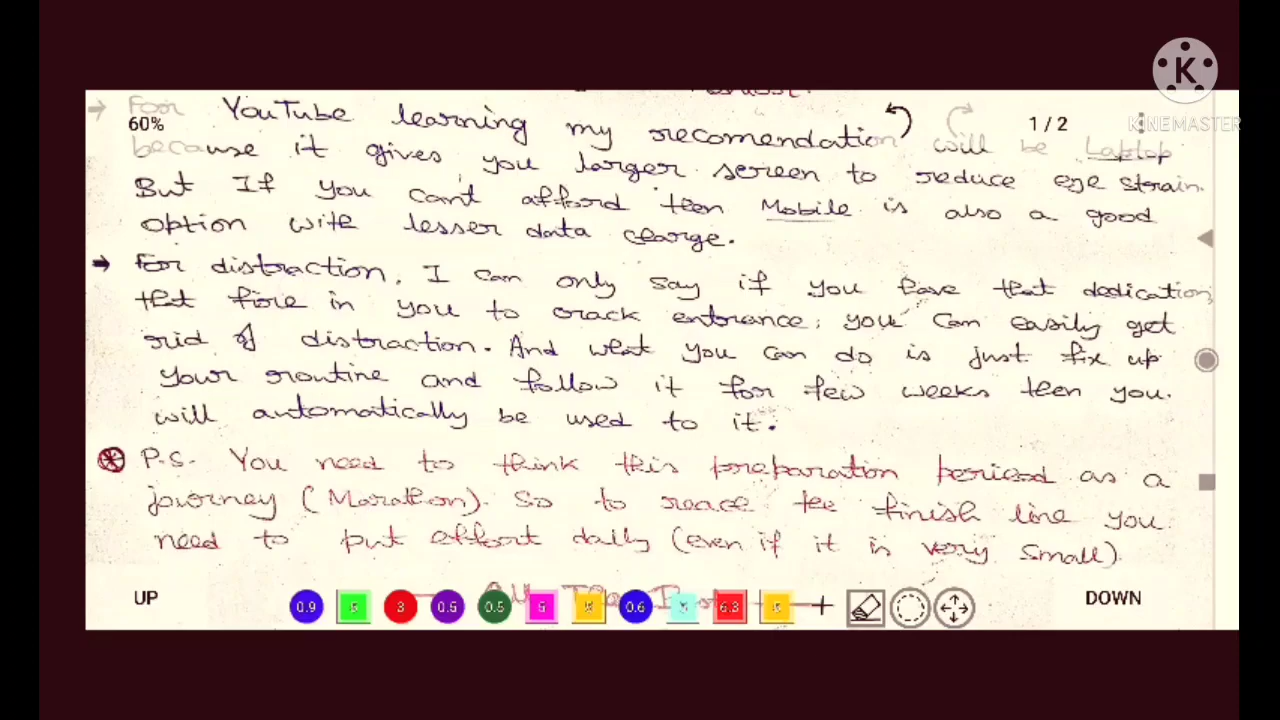 → For YouTube learning my recomendation will be Laptop
60%
1 / 2
KINEMASTER
because it gives you larger screen to reduce eye strain.
But If you can't afford then Mobile is also a good
option with lesser data charge.
→ For distraction, I can only say if you have that dedication,
that fire in you to crack entrance, you can easily get
rid of distraction. And what you can do is just fix up
your routine and follow it for few weeks then you.
will automatically be used to it.
P.S. You need to think this preparation period as a
journey (Marathon). So to reach the finish line you
need to put effort daily (even if it is very small).
UP
0.9 5 3 0.5 0.5 5 0.6 6.3
DOWN